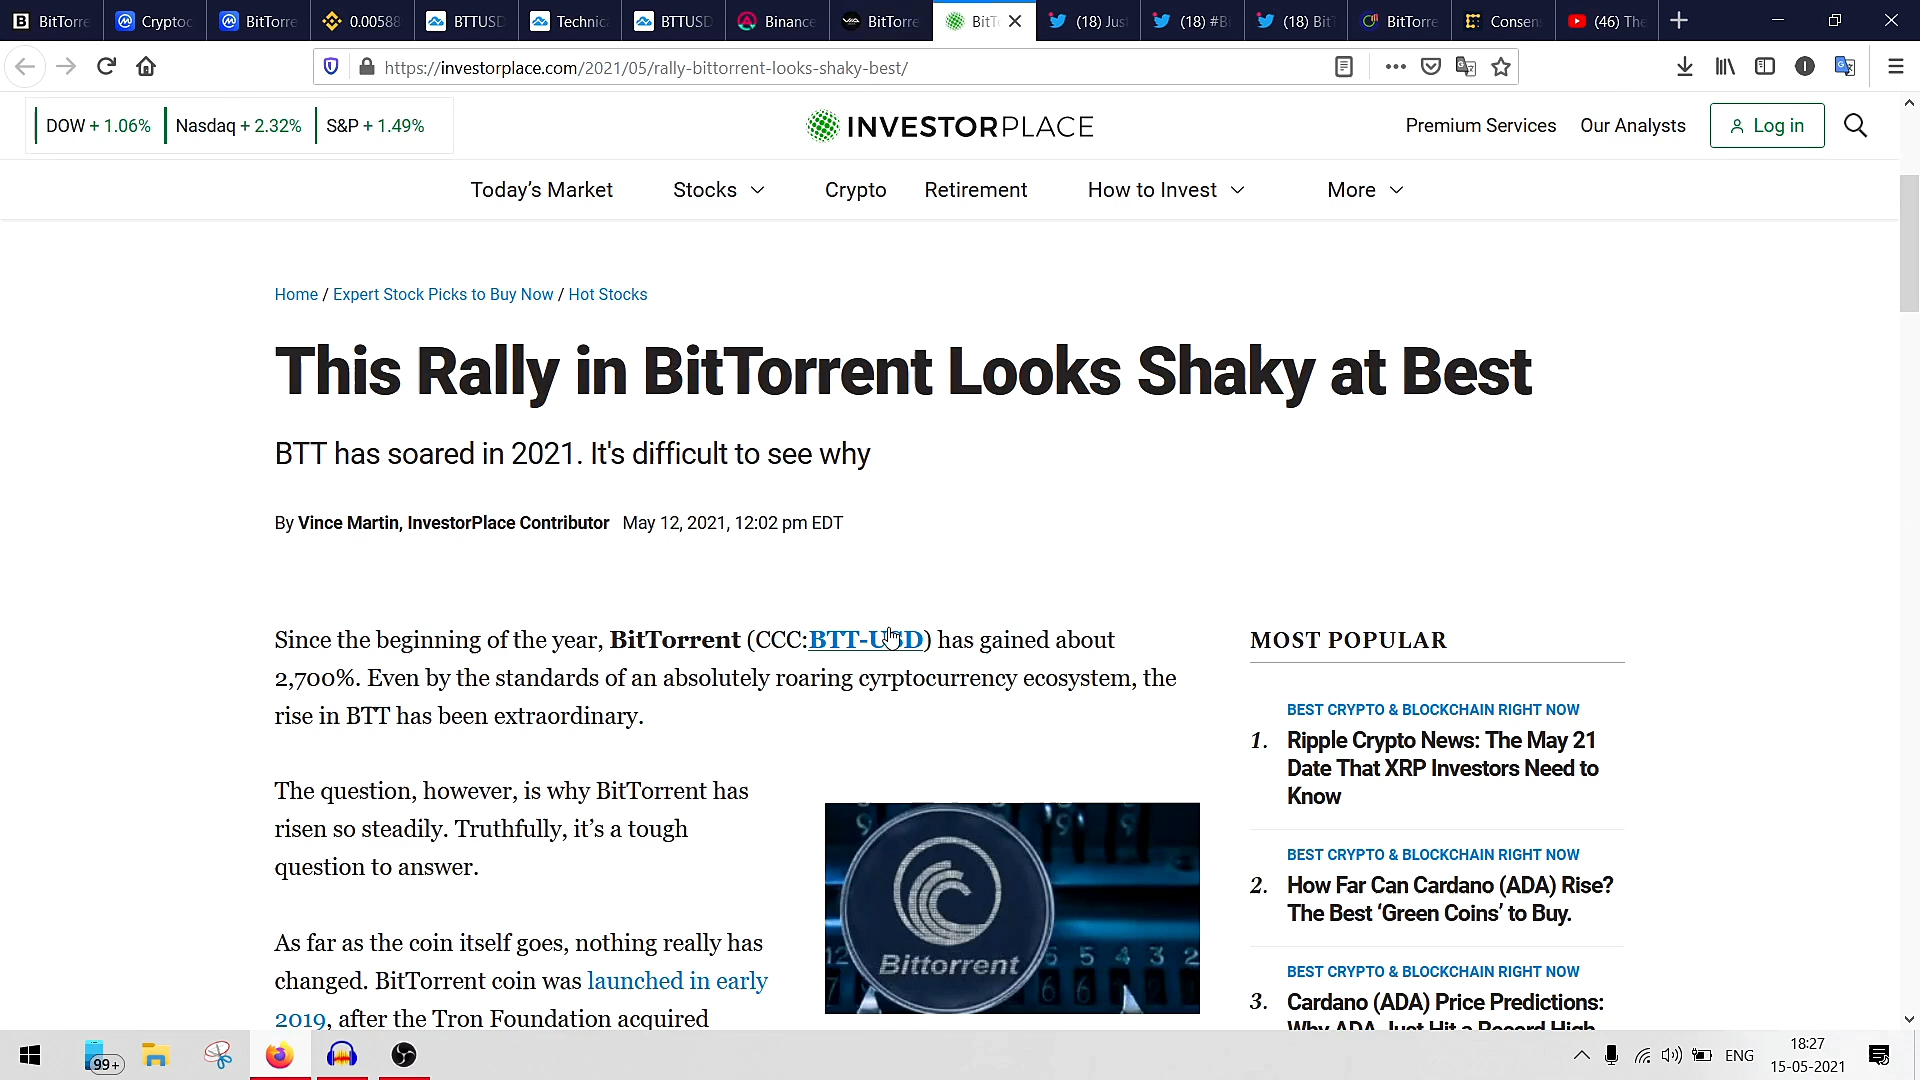 BitTorre Cryptoc BitTorre 0.00588 BTTUSD Technica BTTUSD Binance BitTorre BitT (18) Jus (18) #B (18) BitT BitTorre Consen (46) The
https://investorplace.com/2021/05/rally-bittorrent-looks-shaky-best/
DOW + 1.06% Nasdaq + 2.32% S&P + 1.49%
INVESTORPLACE
Premium Services Our Analysts Log in
Today's Market Stocks Crypto Retirement How to Invest More
Home / Expert Stock Picks to Buy Now / Hot Stocks
This Rally in BitTorrent Looks Shaky at Best
BTT has soared in 2021. It's difficult to see why
By Vince Martin, InvestorPlace Contributor May 12, 2021, 12:02 pm EDT
Since the beginning of the year, BitTorrent (CCC:BTT-USD) has gained about
2,700%. Even by the standards of an absolutely roaring cyrptocurrency ecosystem, the
rise in BTT has been extraordinary.
The question, however, is why BitTorrent has
risen so steadily. Truthfully, it's a tough
question to answer.
As far as the coin itself goes, nothing really has
changed. BitTorrent coin was launched in early
2019, after the Tron Foundation acquired
Bittorrent
MOST POPULAR
BEST CRYPTO & BLOCKCHAIN RIGHT NOW
1. Ripple Crypto News: The May 21
Date That XRP Investors Need to
Know
BEST CRYPTO & BLOCKCHAIN RIGHT NOW
2. How Far Can Cardano (ADA) Rise?
The Best 'Green Coins' to Buy.
BEST CRYPTO & BLOCKCHAIN RIGHT NOW
3. Cardano (ADA) Price Predictions:
Why ADA Just Hit a Record High
99+
ENG
18:27
15-05-2021